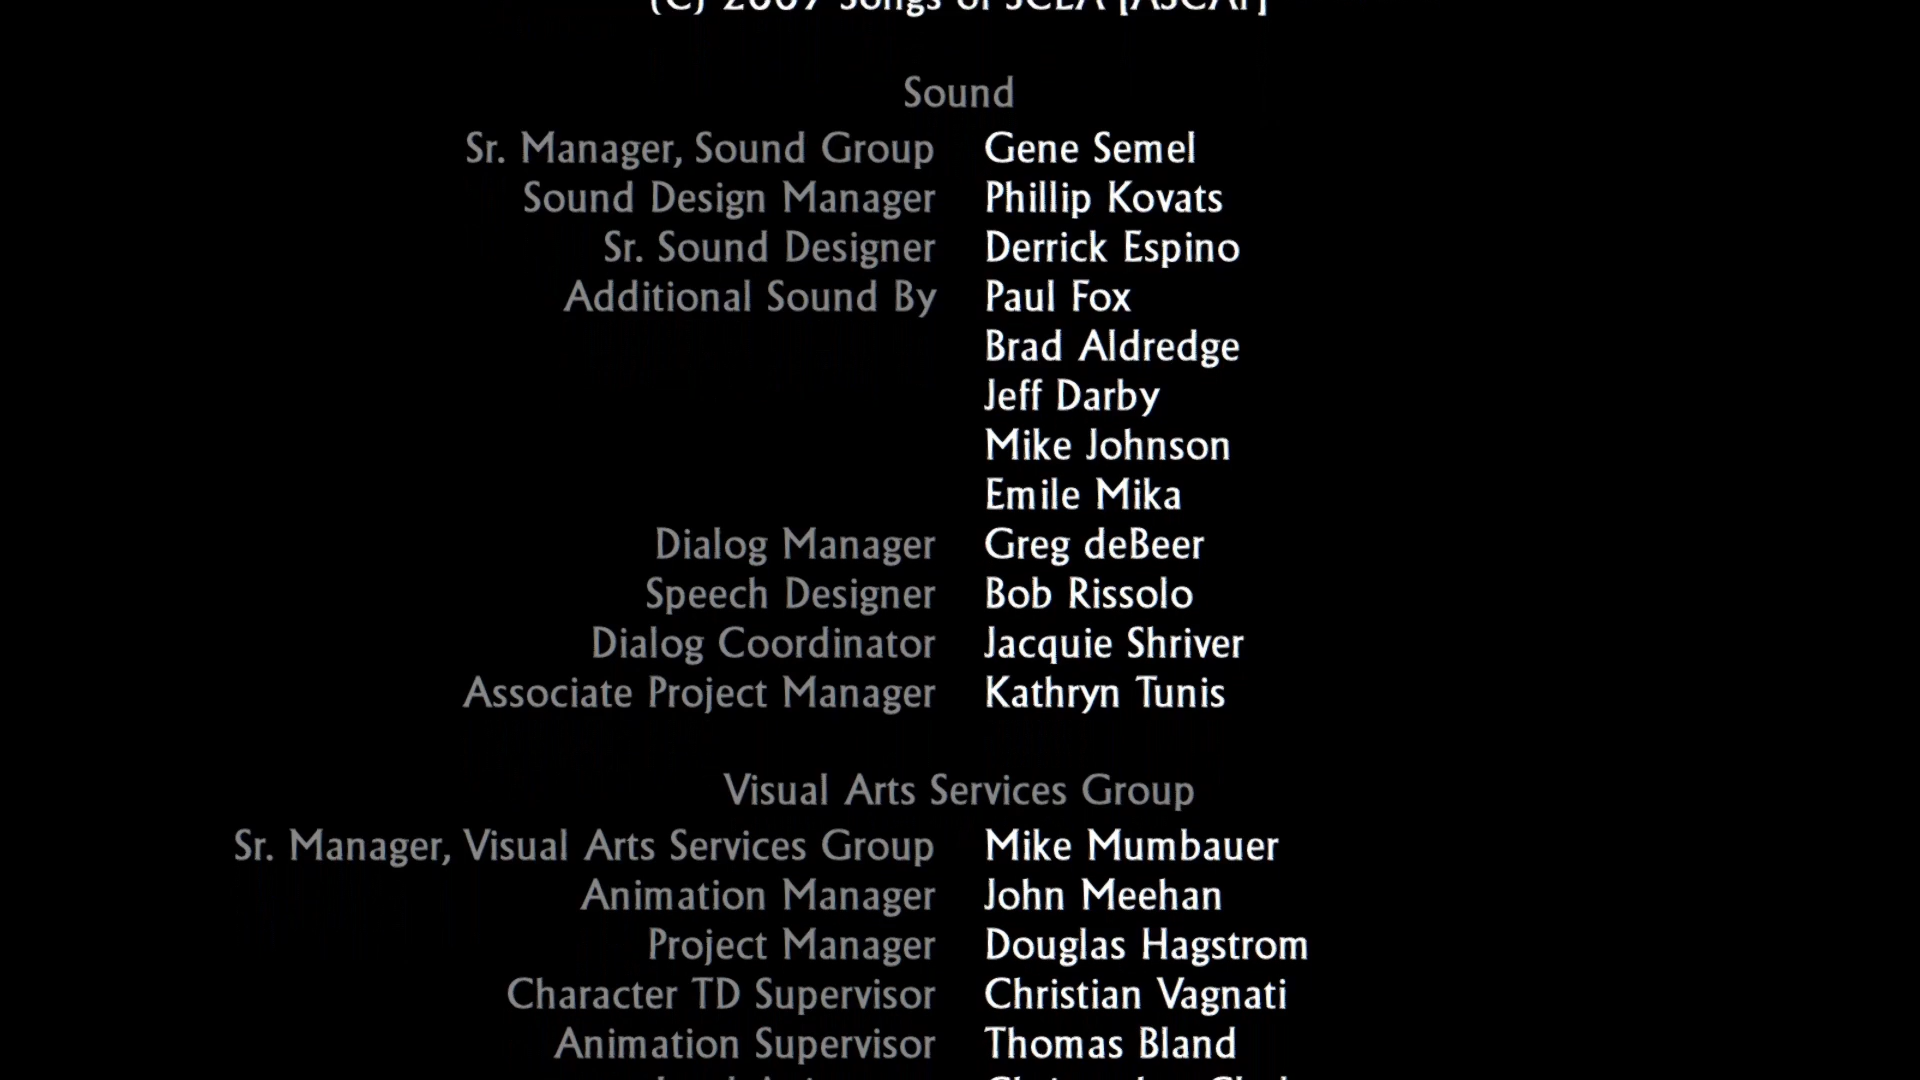 (C) 2009 Songs of SCEA [ASCAP]
Sound
Sr. Manager, Sound Group Gene Semel
Sound Design Manager Phillip Kovats
Sr. Sound Designer Derrick Espino
Additional Sound By Paul Fox
Brad Aldredge
Jeff Darby
Mike Johnson
Emile Mika
Dialog Manager Greg deBeer
Speech Designer Bob Rissolo
Dialog Coordinator Jacquie Shriver
Associate Project Manager Kathryn Tunis
Visual Arts Services Group
Sr. Manager, Visual Arts Services Group Mike Mumbauer
Animation Manager John Meehan
Project Manager Douglas Hagstrom
Character TD Supervisor Christian Vagnati
Animation Supervisor Thomas Bland